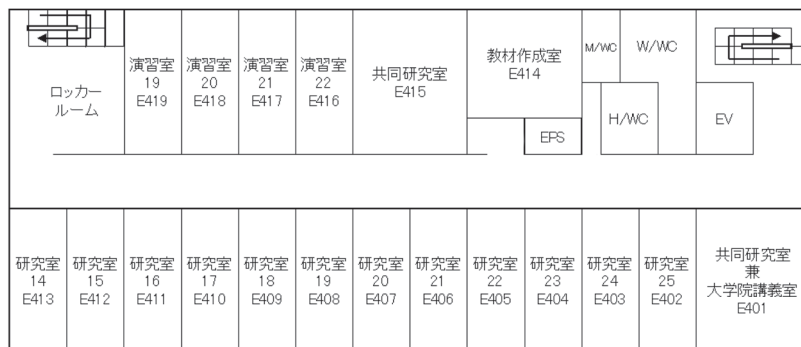 ロッカー
ルーム
演習室
19
E419
演習室
20
E418
演習室
21
E417
演習室
22
E416
共同研究室
E415
教材作成室
E414
EPS
M/WC
W/WC
H/WC
EV
研究室
14
E413
研究室
15
E412
研究室
16
E411
研究室
17
E410
研究室
18
E409
研究室
19
E408
研究室
20
E407
研究室
21
E406
研究室
22
E405
研究室
23
E404
研究室
24
E403
研究室
25
E402
共同研究室
兼
大学院講義室
E401